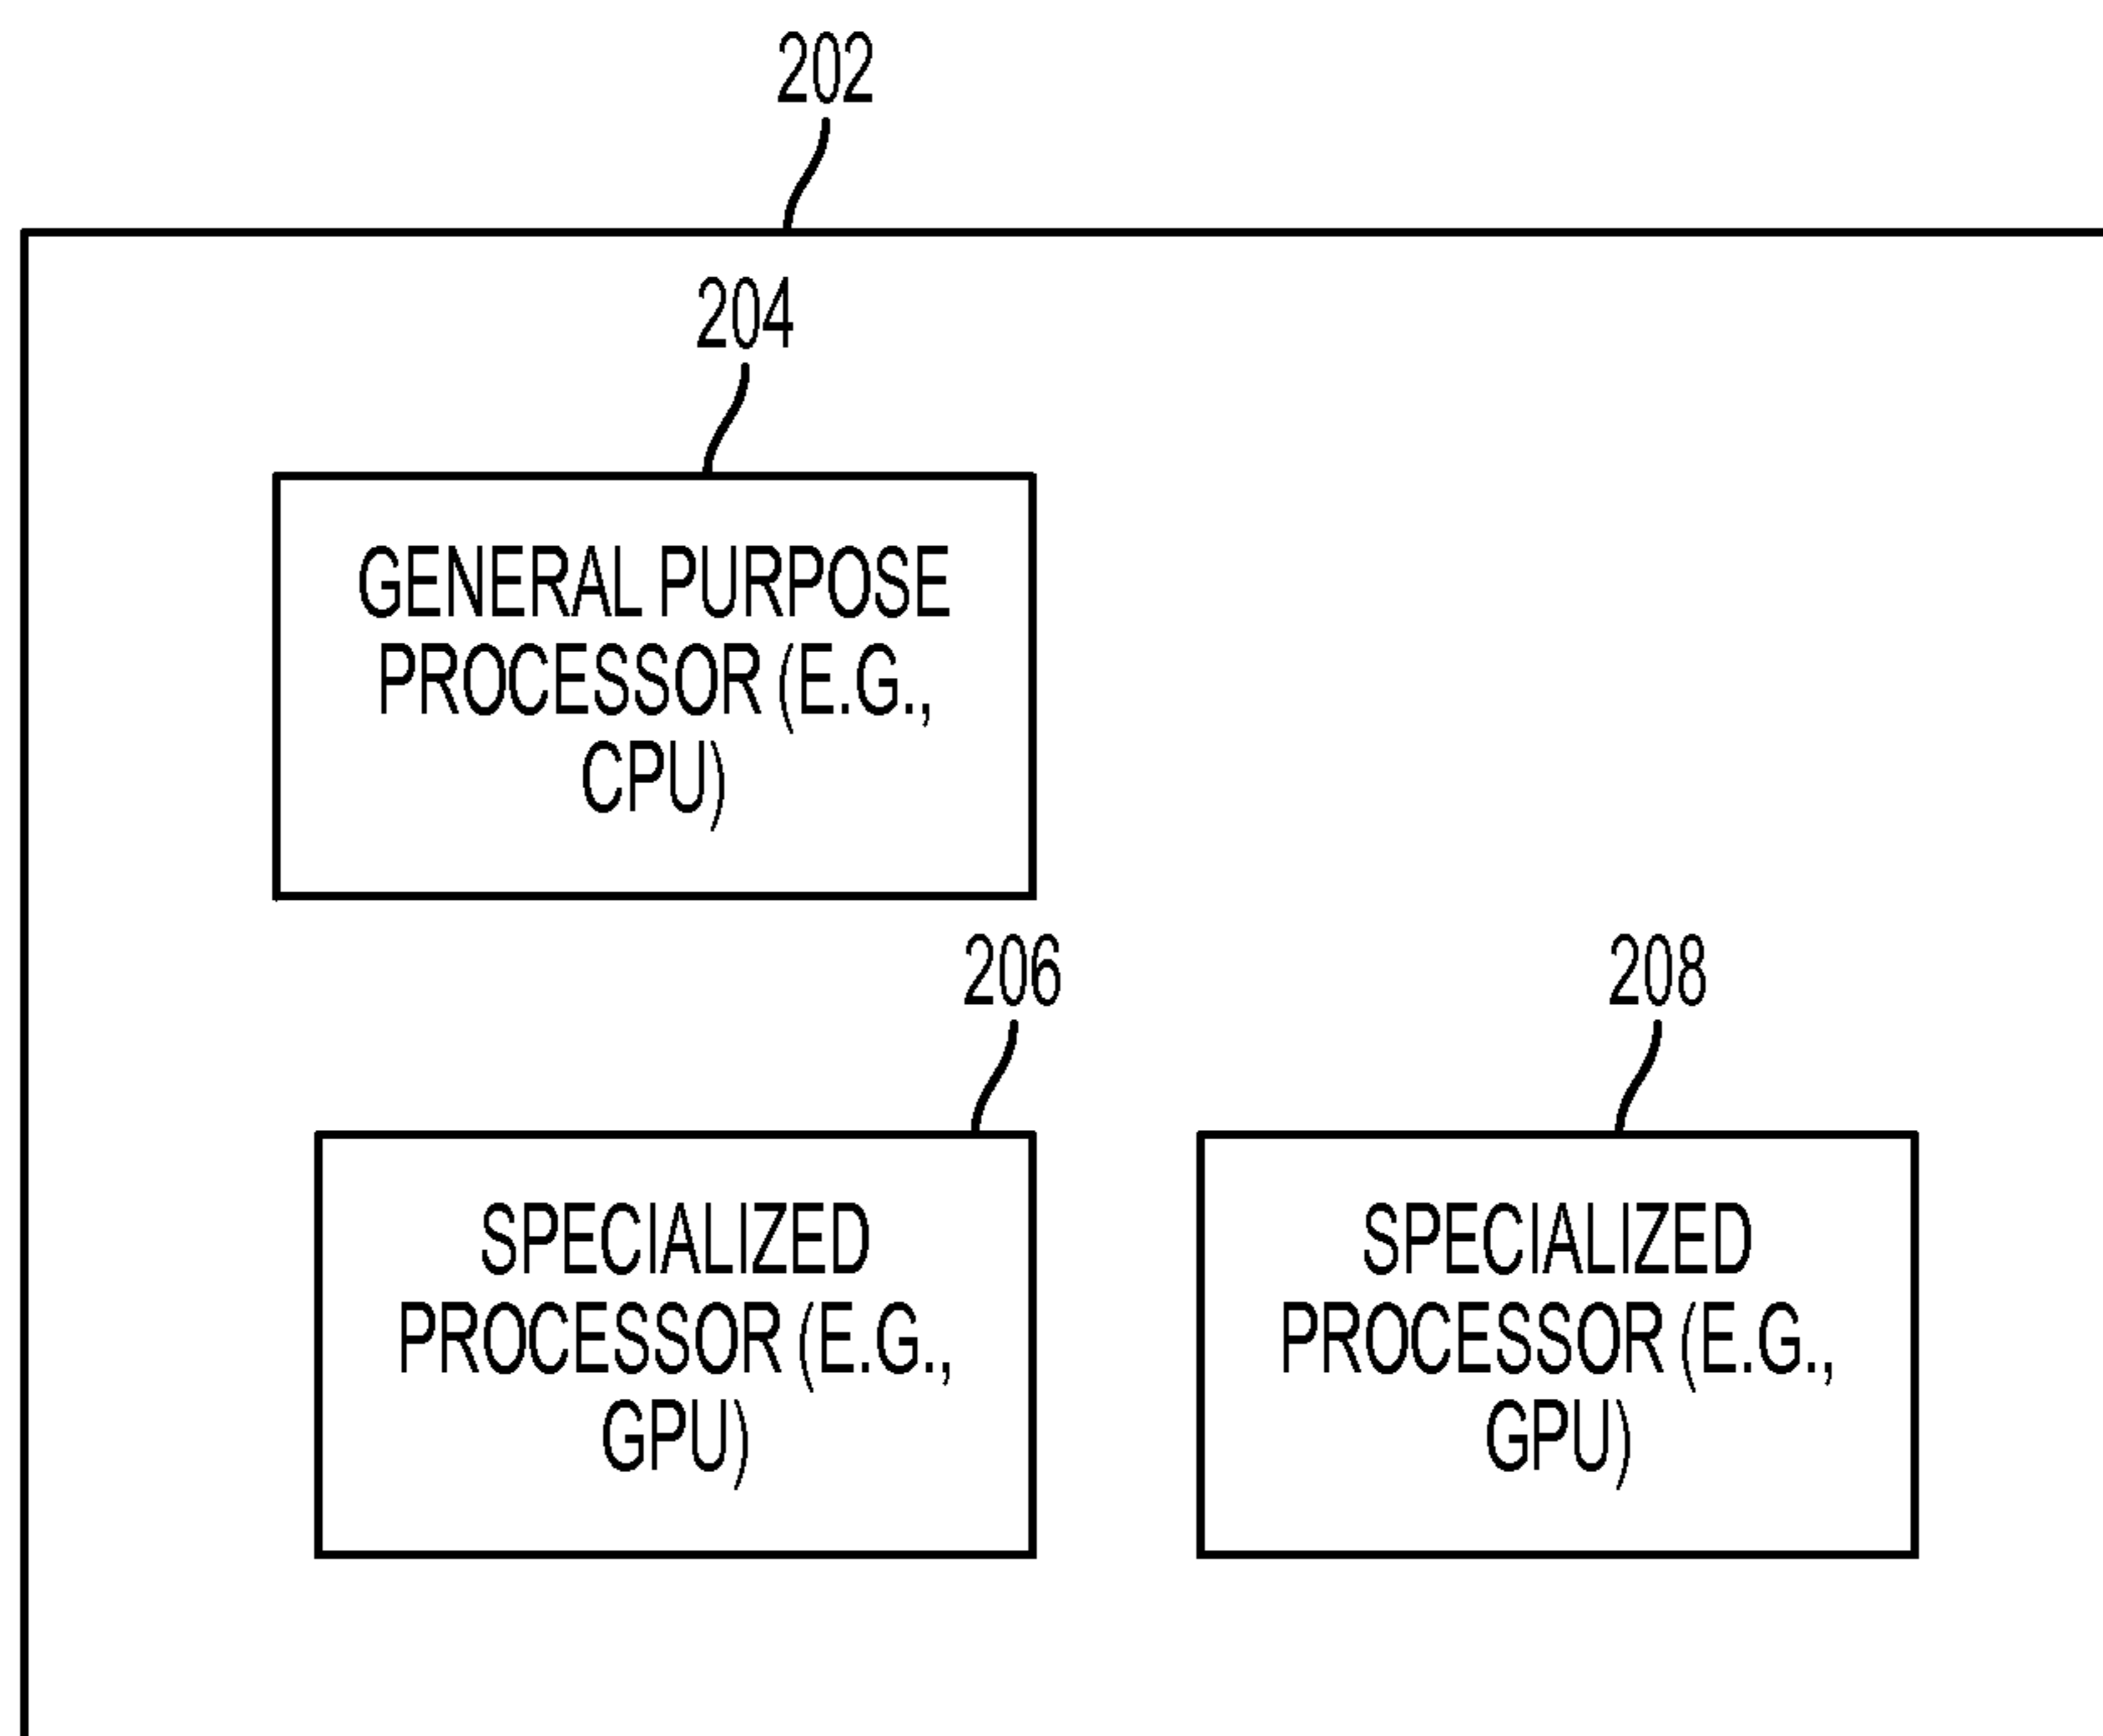 202
204
GENERAL PURPOSE
PROCESSOR (E.G.,
CPU)
206
208
SPECIALIZED
PROCESSOR (E.G.,
GPU)
SPECIALIZED
PROCESSOR (E.G.,
GPU)